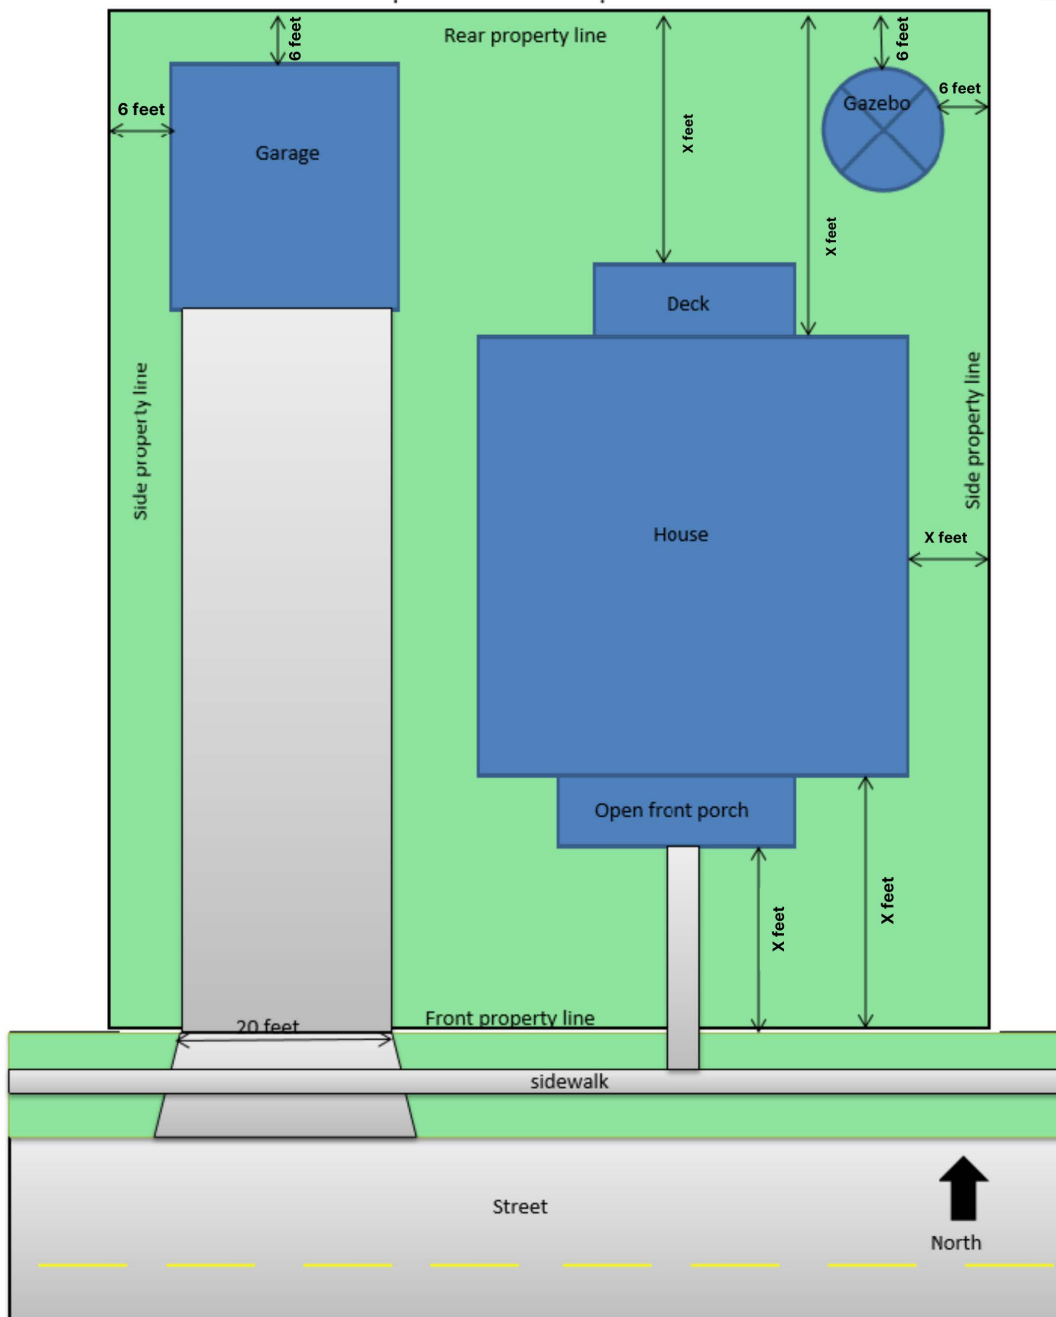 6 feet
Rear property line
6 feet
6 feet
6 feet
Gazebo
X feet
Garage
X feet
Deck
Side property line
Side property line
House
X feet
Open front porch
X feet
X feet
20 feet
Front property line
sidewalk
Street
North